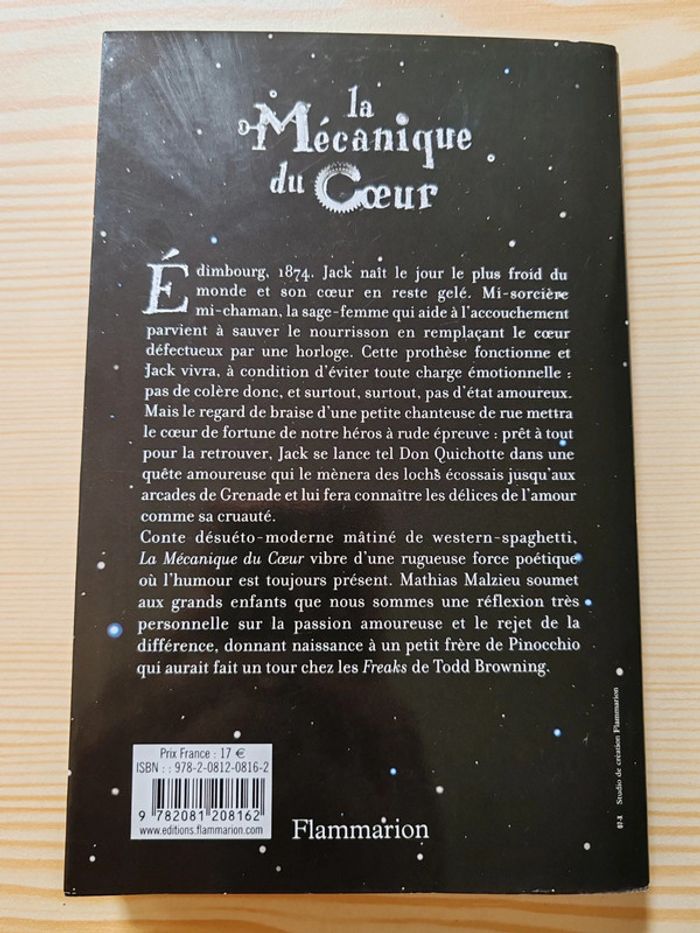 la
Mécanique
du Cœur
Édimbourg, 1874. Jack naît le jour le plus froid du
monde et son cœur en reste gelé. Mi-sorcière
mi-chaman, la sage-femme qui aide à l'accouchement
parvient à sauver le nourrisson en remplaçant le cœur
défectueux par une horloge. Cette prothèse fonctionne et
Jack vivra, à condition d'éviter toute charge émotionnelle :
pas de colère donc, et surtout, surtout, pas d'état amoureux.
Mais le regard de braise d'une petite chanteuse de rue mettra
le cœur de fortune de notre héros à rude épreuve : prêt à tout
pour la retrouver, Jack se lance tel Don Quichotte dans une
quête amoureuse qui le mènera des lochs écossais jusqu'aux
arcades de Grenade et lui fera connaître les délices de l'amour
comme sa cruauté.
Conte désuéto-moderne mâtiné de western-spaghetti,
La Mécanique du Cœur vibre d'une rugueuse force poétique
où l'humour est toujours présent. Mathias Malzieu soumet
aux grands enfants que nous sommes une réflexion très
personnelle sur la passion amoureuse et le rejet de la
différence, donnant naissance à un petit frère de Pinocchio
qui aurait fait un tour chez les Freaks de Todd Browning.
Prix France : 17 €
ISBN : : 978-2-0812-0816-2
9 782081 208162
www.editions.flammarion.com
Flammarion
07-X Studio de création Flammarion